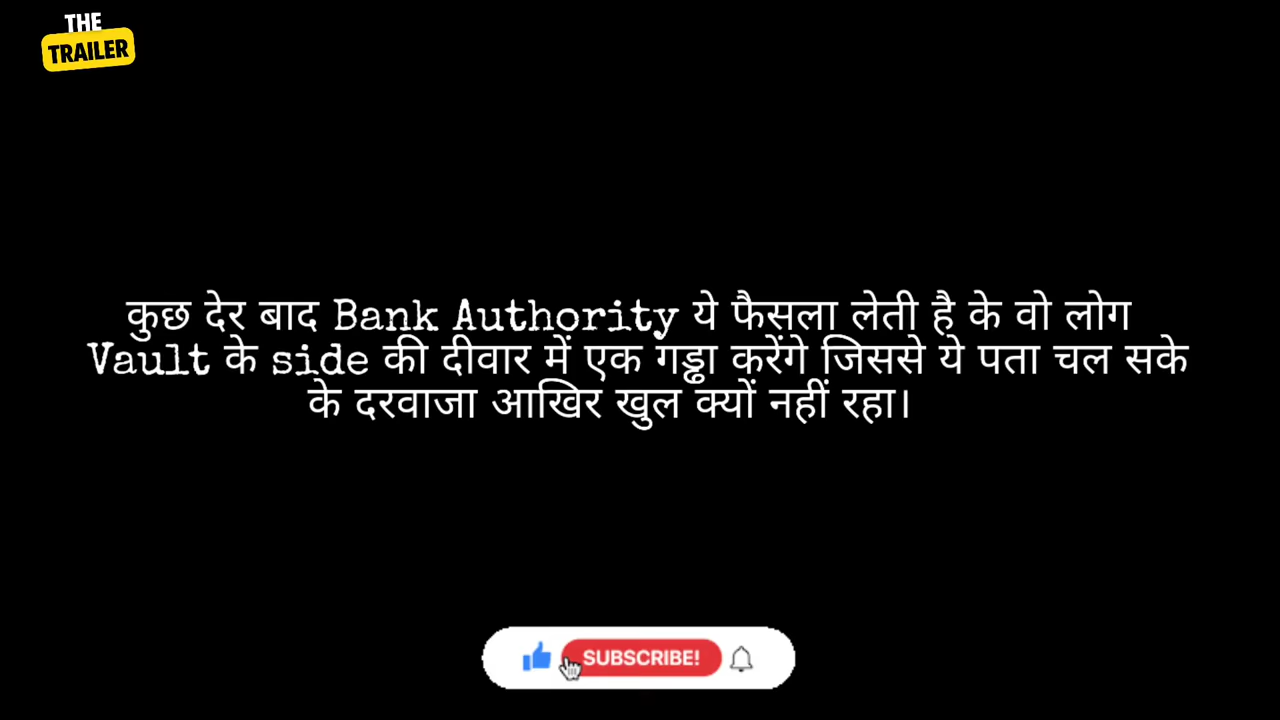 THE
TRAILER
कुछ देर बाद Bank Authority ये फैसला लेती है के वो लोग
Vault के side की दीवार में एक गड्ढा करेंगे जिससे ये पता चल सके
के दरवाजा आखिर खुल क्यों नहीं रहा।
SUBSCRIBE!